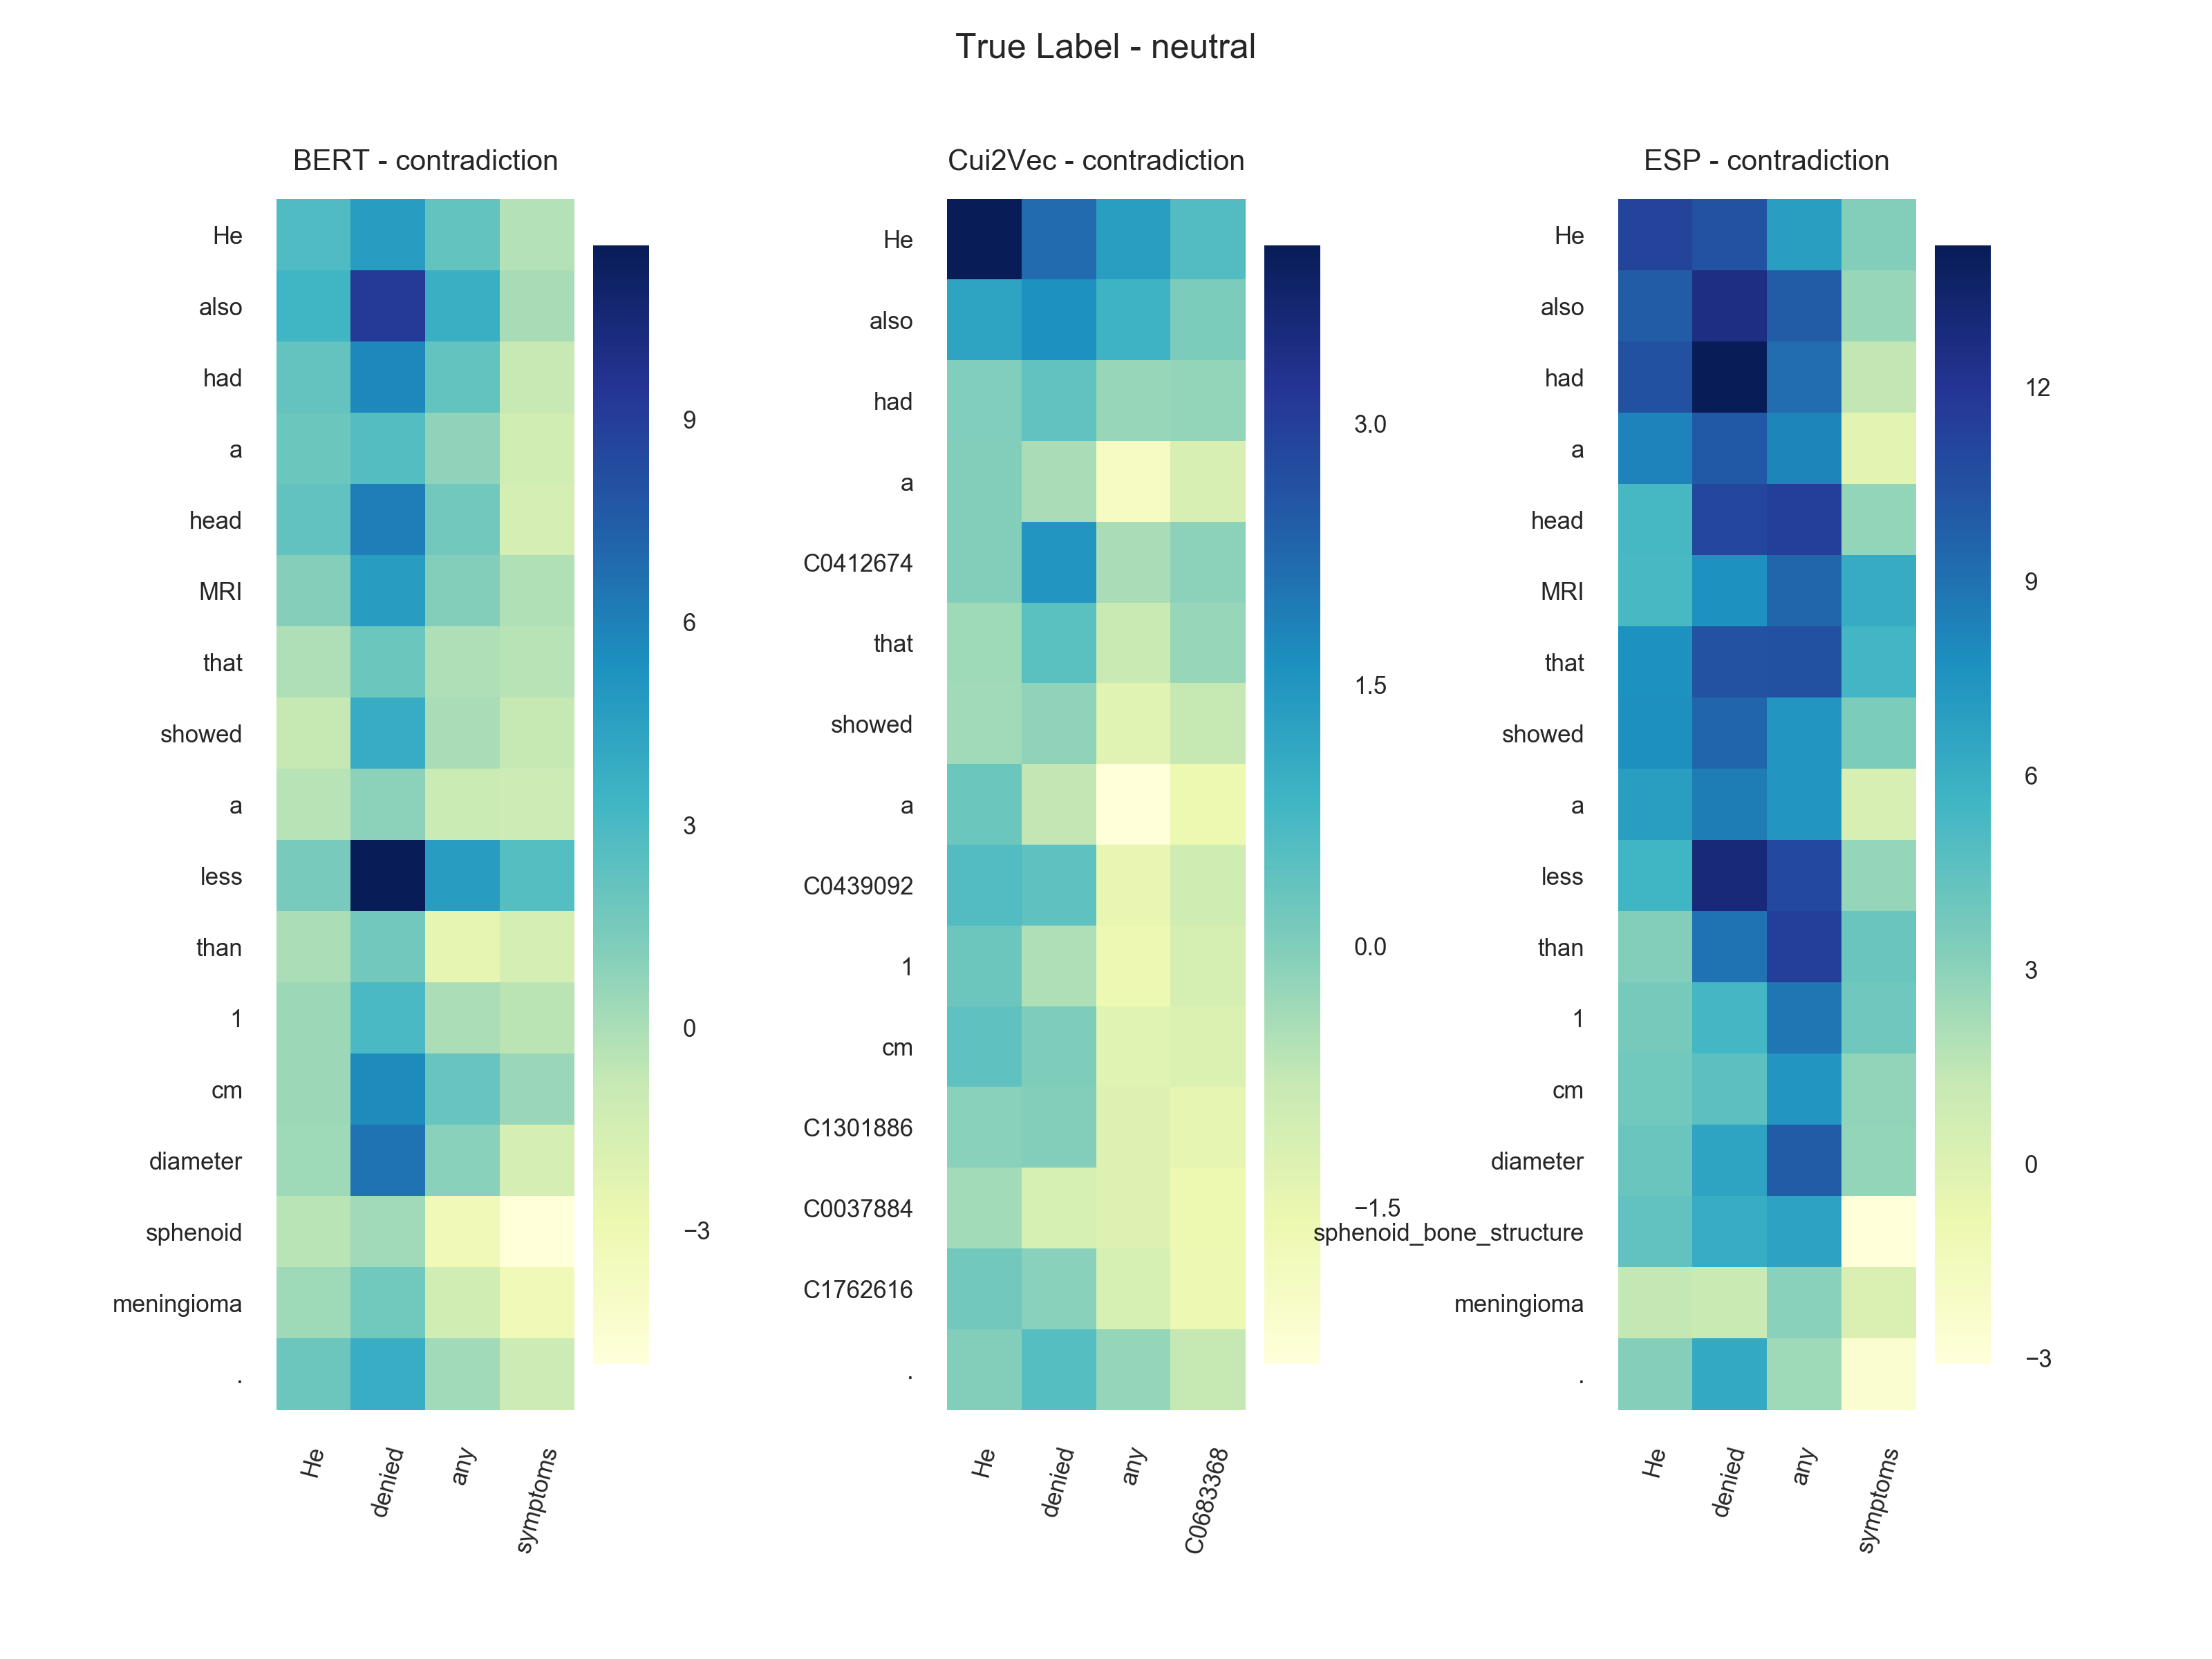 True Label - neutral
BERT - contradiction
He
also
had
a
head
MRI
that
showed
a
less
than
1
cm
diameter
sphenoid
meningioma
.
He
denied
any
symptoms
9
6
3
0
−3
Cui2Vec - contradiction
He
also
had
a
C0412674
that
showed
a
C0439092
1
cm
C1301886
C0037884
C1762616
.
He
denied
any
C0683368
3.0
1.5
0.0
−1.5
ESP - contradiction
He
also
had
a
head
MRI
that
showed
a
less
than
1
cm
diameter
sphenoid_bone_structure
meningioma
.
He
denied
any
symptoms
12
9
6
3
0
−3